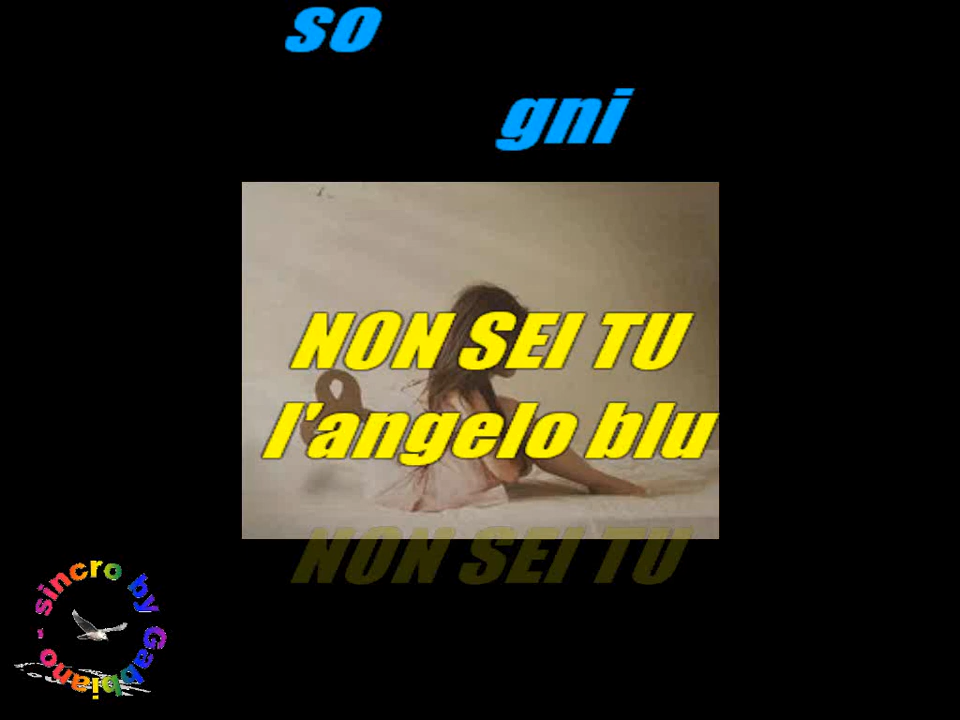 so
gni
NON SEI TU
l'angelo blu
NON SEI TU
sincro by Gabbiano -